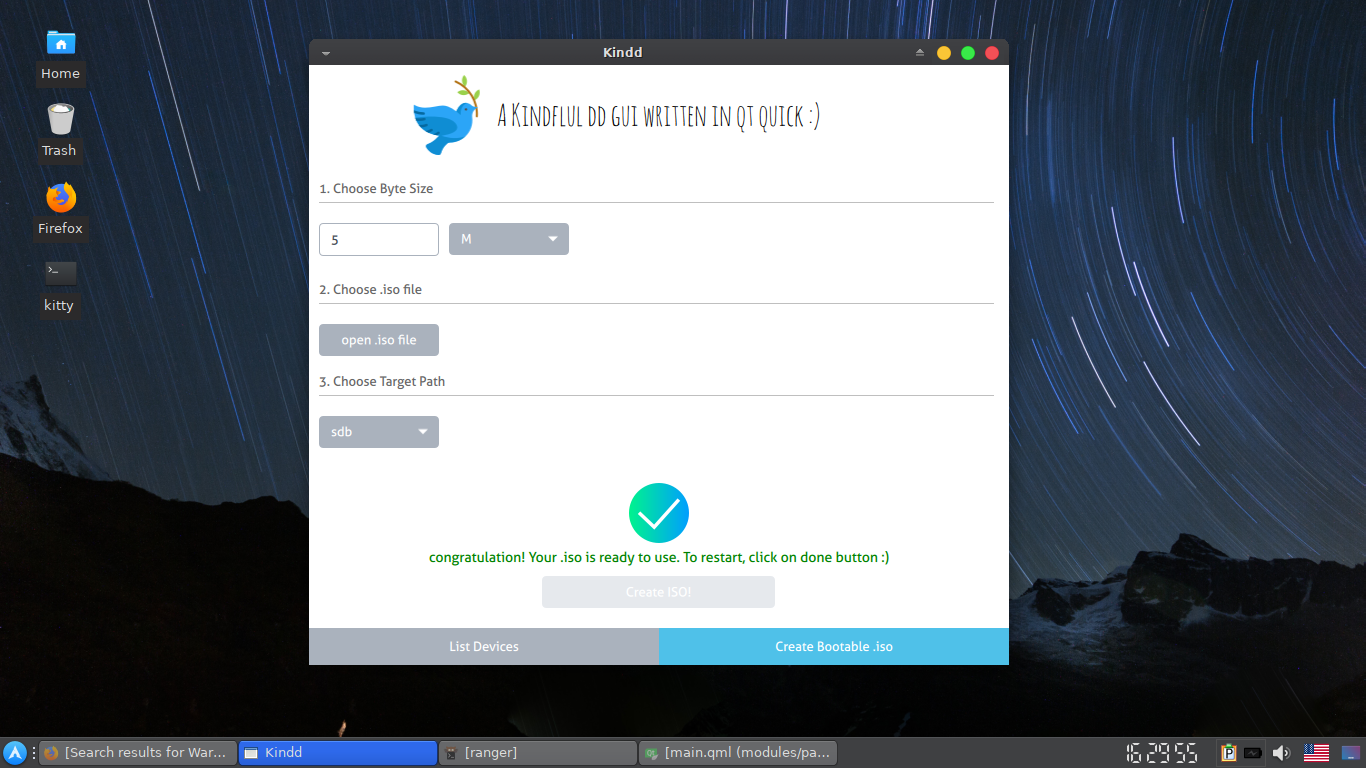 Home
Trash
Firefox
kitty
Kindd
A Kindflul dd gui written in qt quick :)
1. Choose Byte Size
5
M
2. Choose .iso file
open .iso file
3. Choose Target Path
sdb
congratulation! Your .iso is ready to use. To restart, click on done button :)
Create ISO!
List Devices
Create Bootable .iso
[Search results for War...
Kindd
[ranger]
[main.qml (modules/pa...
16 29 55
P